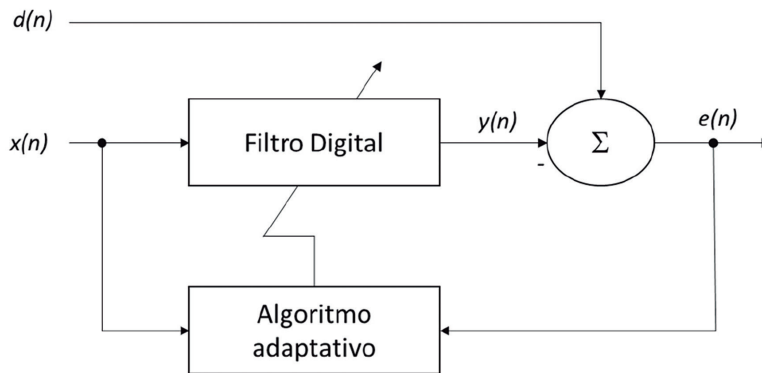 d(n)
x(n)
Filtro Digital
y(n)
-
Σ
e(n)
Algoritmo
adaptativo